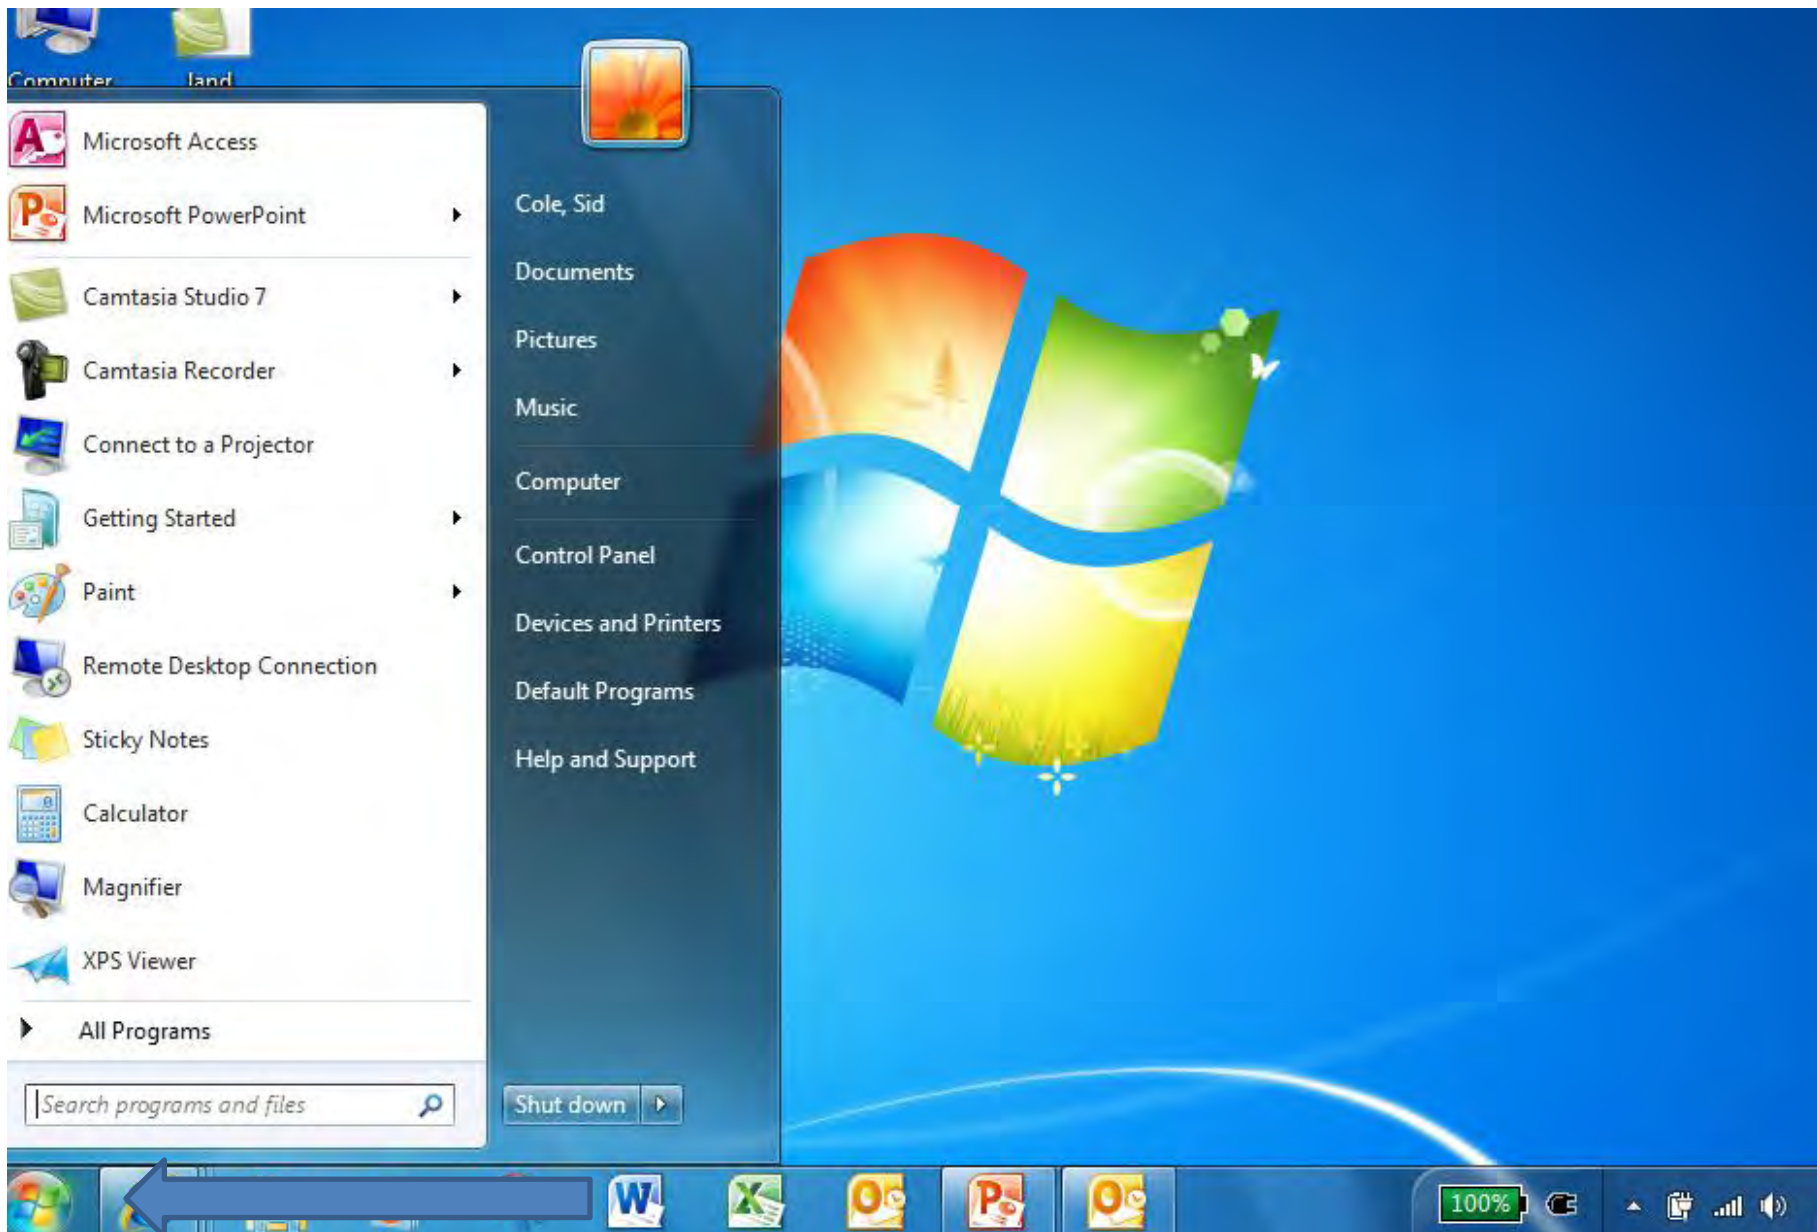 Computer
land
Microsoft Access
Microsoft PowerPoint
Camtasia Studio 7
Camtasia Recorder
Connect to a Projector
Getting Started
Paint
Remote Desktop Connection
Sticky Notes
Calculator
Magnifier
XPS Viewer
All Programs
Search programs and files
Cole, Sid
Documents
Pictures
Music
Computer
Control Panel
Devices and Printers
Default Programs
Help and Support
Shut down
100%